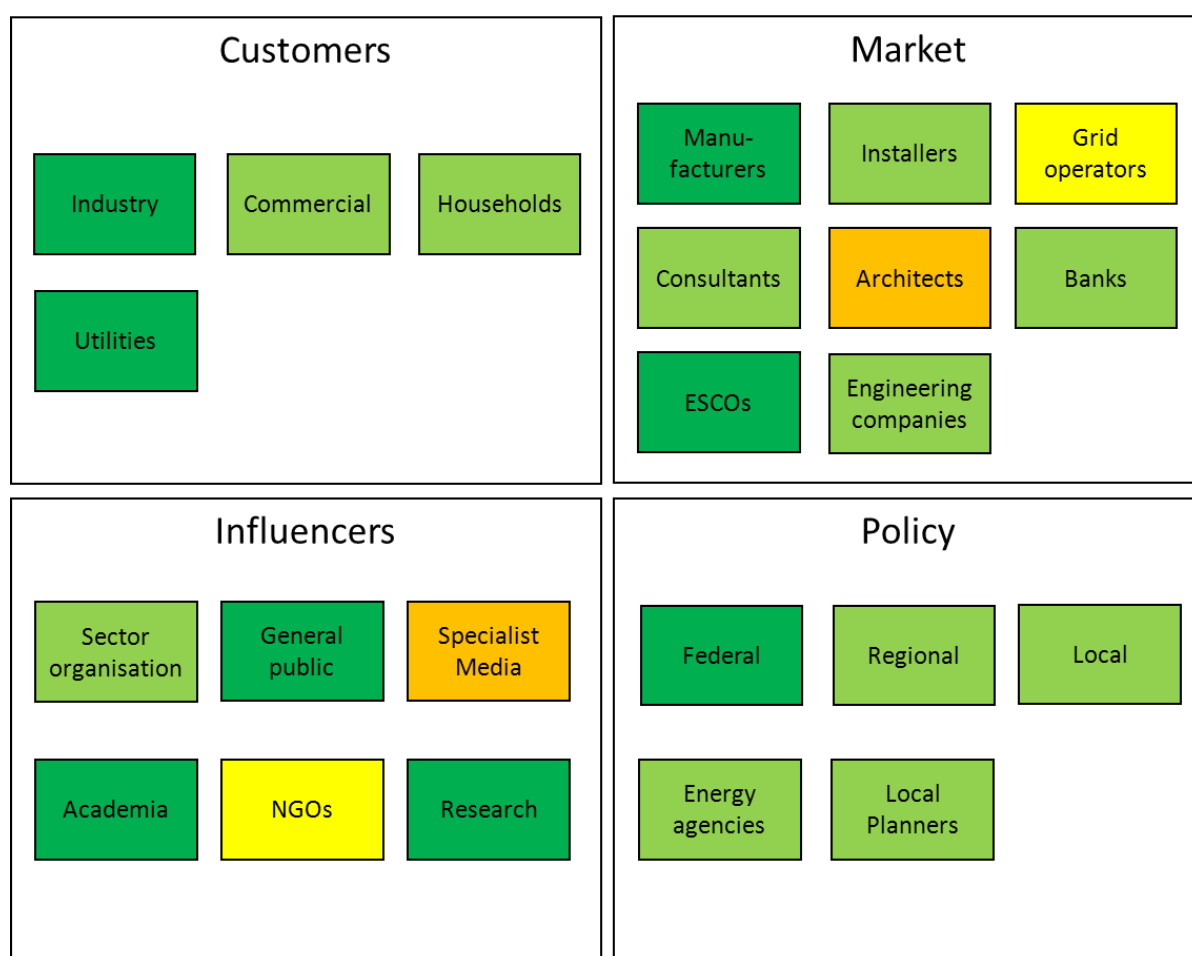 Customers
Industry
Commercial
Households
Utilities
Market
Manu-
facturers
Installers
Grid
operators
Consultants
Architects
Banks
ESCOs
Engineering
companies
Influencers
Sector
organisation
General
public
Specialist
Media
Academia
NGOs
Research
Policy
Federal
Regional
Local
Energy
agencies
Local
Planners